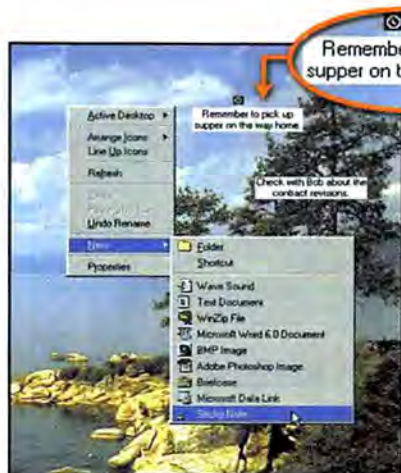 Remembe
supper on b
Active Desktop
Remember to pick up
supper on the way home.
Arrange Icons
Line Up Icons
Refresh
Check with Bob about the
contract revisions.
Paste
Undo Rename
New
Properties
Folder
Shortcut
Wave Sound
Text Document
WinZip File
Microsoft Word 6.0 Document
BMP Image
Adobe Photoshop Image
Briefcase
Microsoft Data Link
Sticky Note